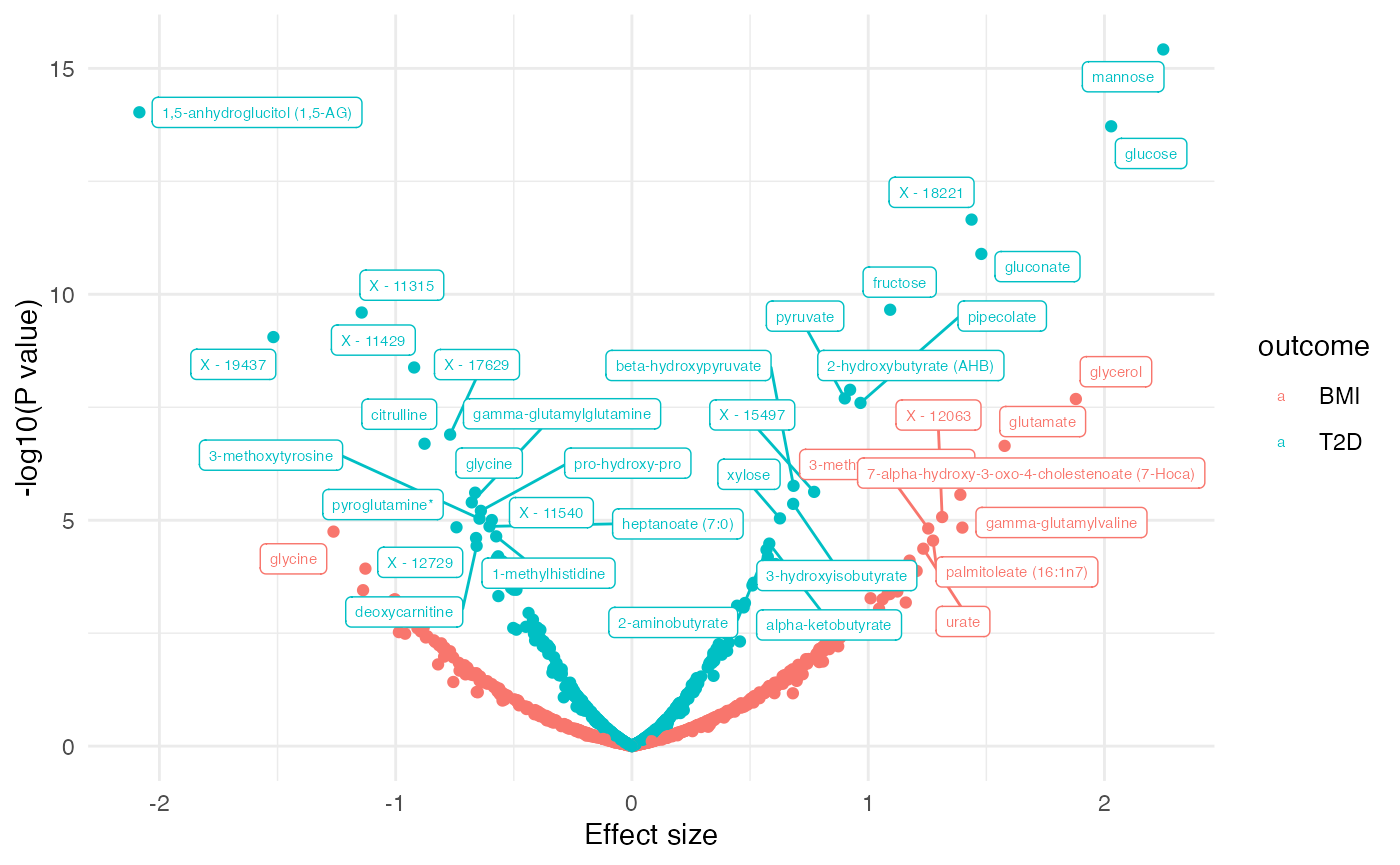 15
mannose
1,5-anhydroglucitol (1,5-AG)
glucose
X - 18221
gluconate
X - 11315
fructose
10
pyruvate
pipecolate
X - 11429
X - 19437
X - 17629
beta-hydroxypyruvate
2-hydroxybutyrate (AHB)
glycerol
citrulline
gamma-glutamylglutamine
X - 15497
X - 12063
glutamate
3-methoxytyrosine
glycine
pro-hydroxy-pro
xylose
3-meth
7-alpha-hydroxy-3-oxo-4-cholestenoate (7-Hoca)
pyroglutamine*
X - 11540
heptanoate (7:0)
gamma-glutamylvaline
5
glycine
X - 12729
1-methylhistidine
3-hydroxyisobutyrate
palmitoleate (16:1n7)
deoxycarnitine
2-aminobutyrate
alpha-ketobutyrate
urate
0
-2
-1
0
1
2
Effect size
-log10(P value)
outcome
a BMI
a T2D